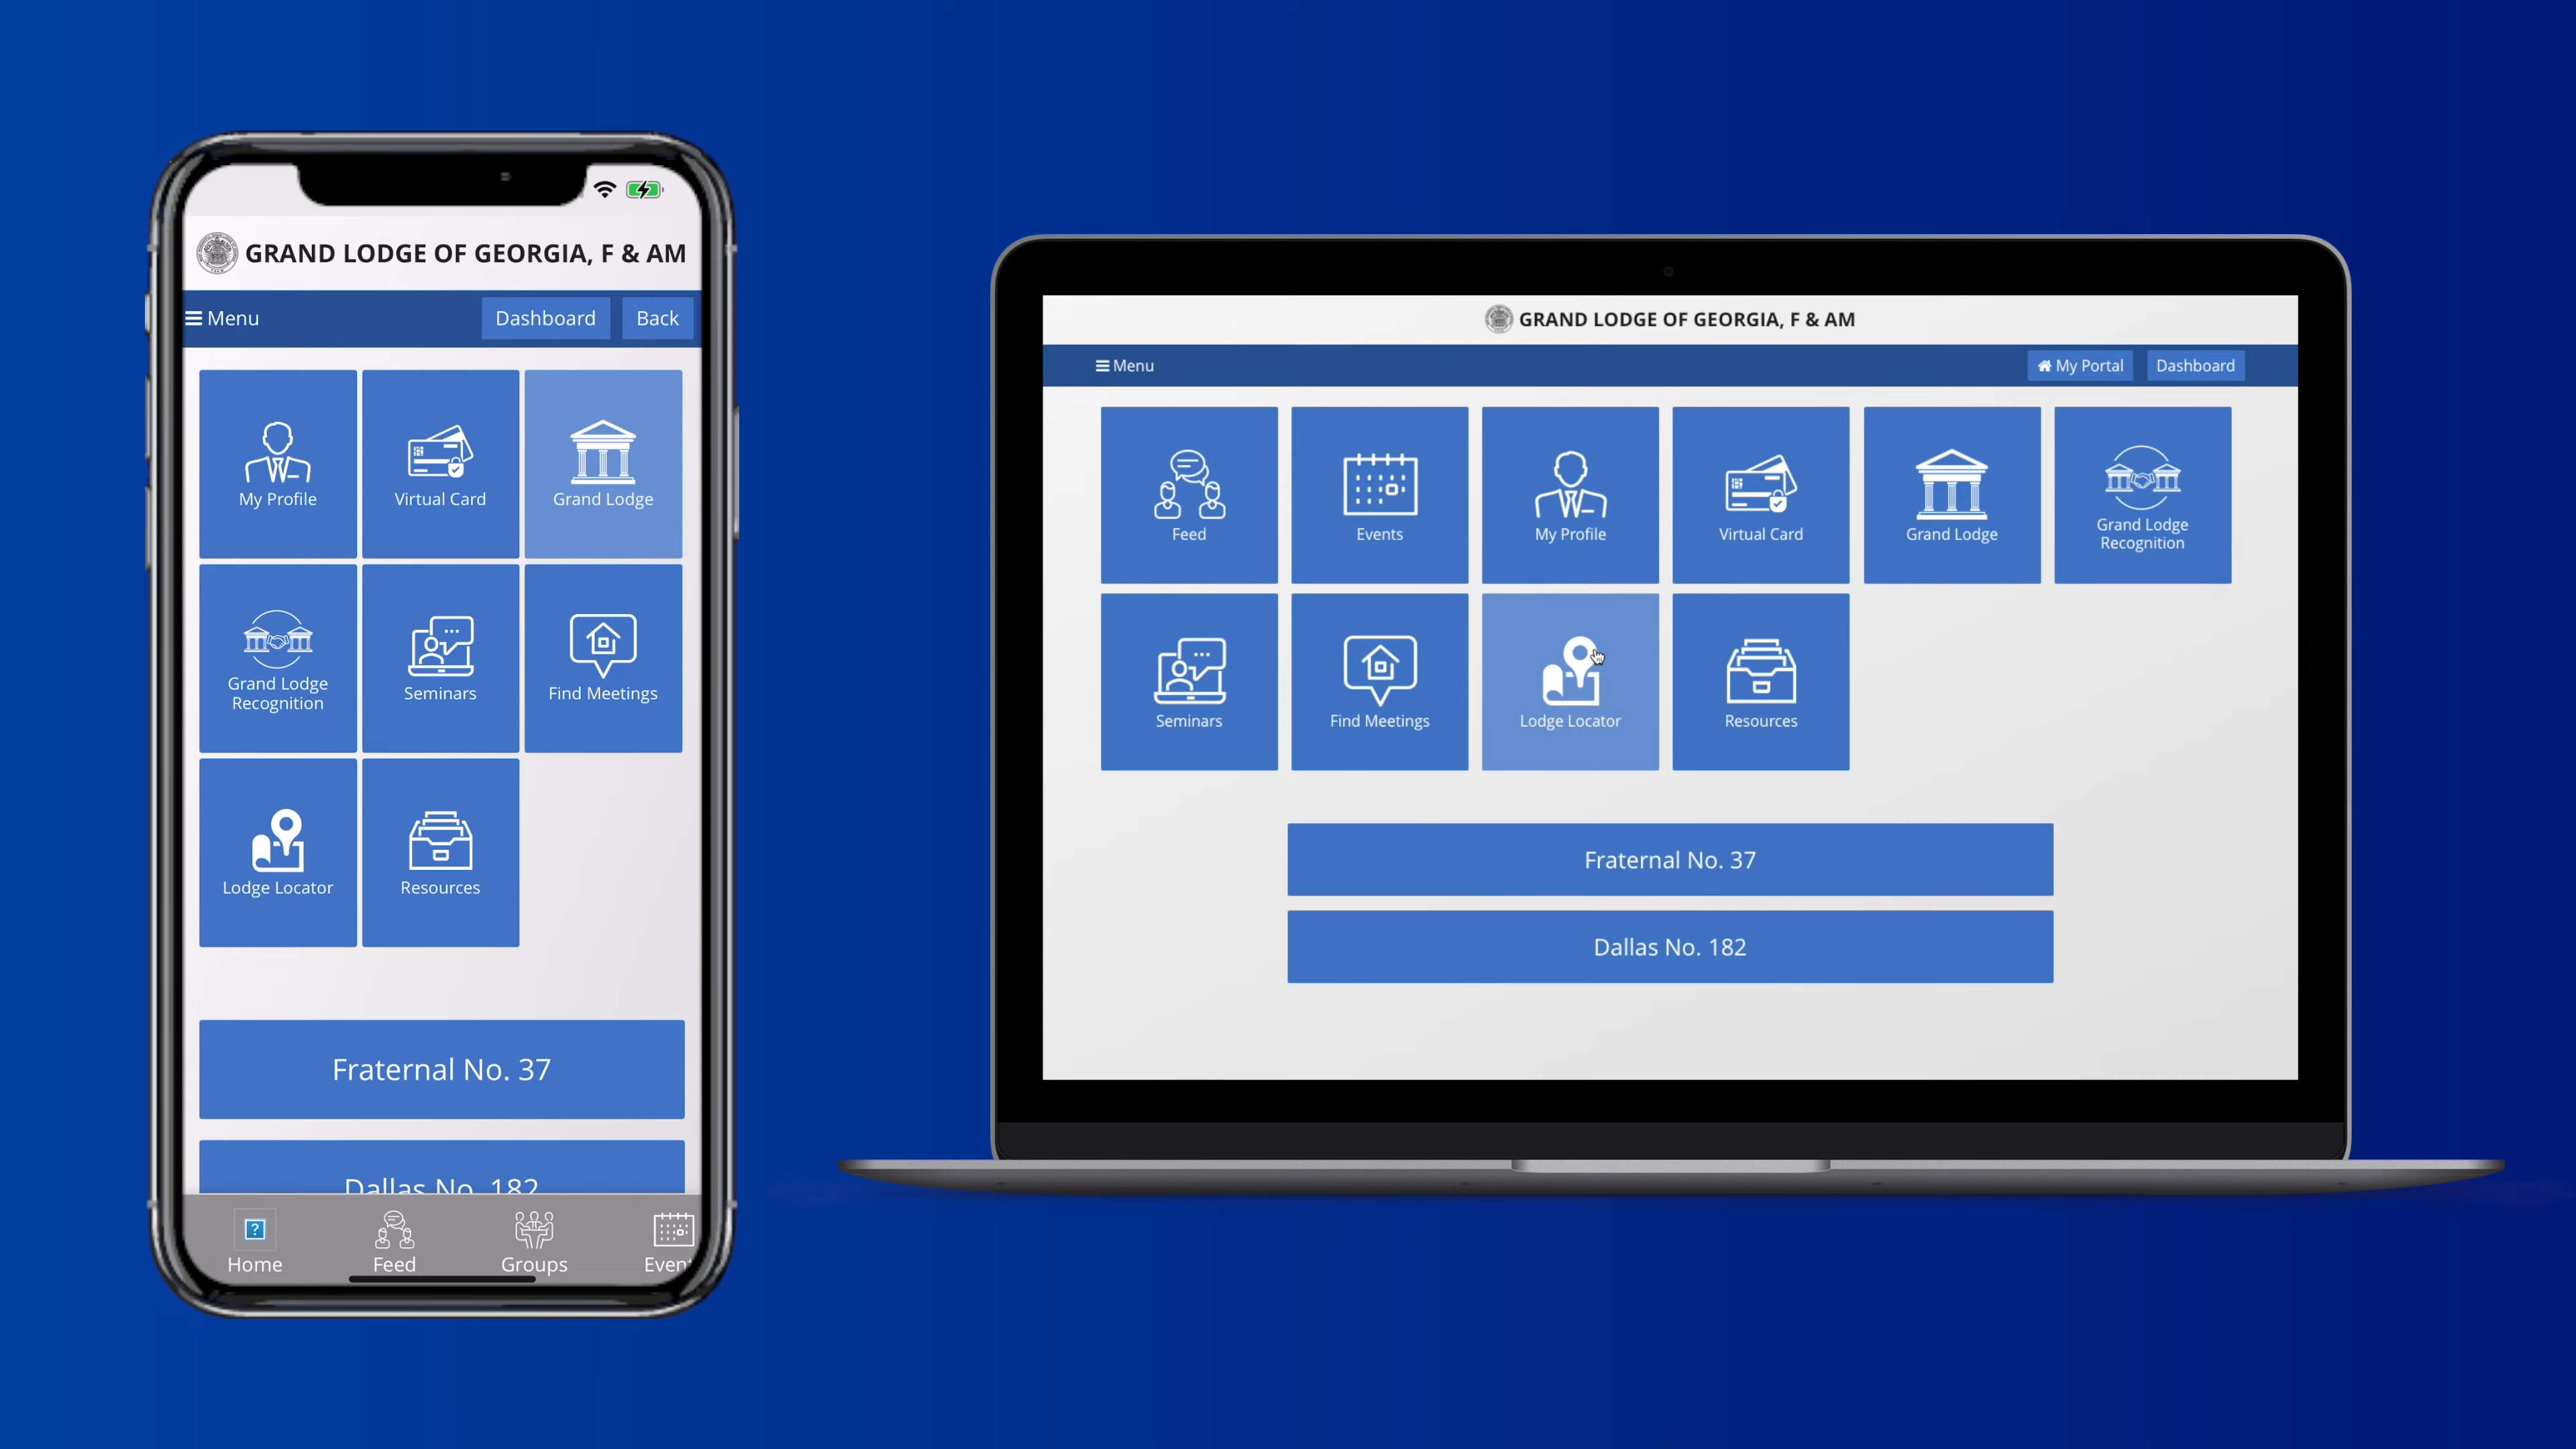 GRAND LODGE OF GEORGIA, F & AM
Menu
Dashboard
Back
My Profile
Virtual Card
Grand Lodge
Grand Lodge
Recognition
Seminars
Find Meetings
Lodge Locator
Resources
Fraternal No. 37
Dallas No. 182
?
Home
Feed
Groups
Even
GRAND LODGE OF GEORGIA, F & AM
Menu
My Portal
Dashboard
Feed
Events
My Profile
Virtual Card
Grand Lodge
Grand Lodge
Recognition
Seminars
Find Meetings
Lodge Locator
Resources
Fraternal No. 37
Dallas No. 182